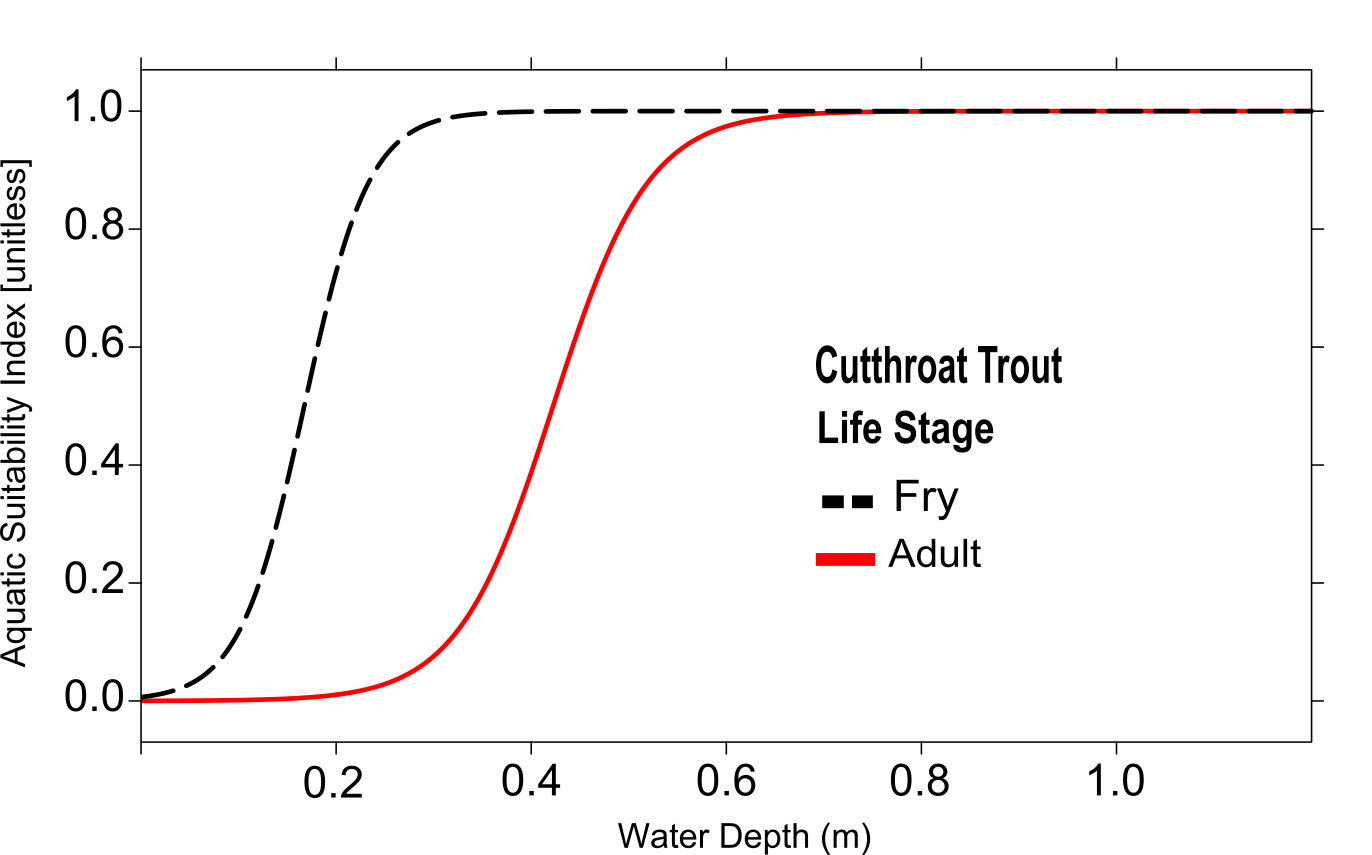 1.0
0.8
0.6
0.4
0.2
0.0
Aquatic Suitability Index [unitless]
Cutthroat Trout
Life Stage
Fry
Adult
0.2 0.4 0.6 0.8 1.0
Water Depth (m)